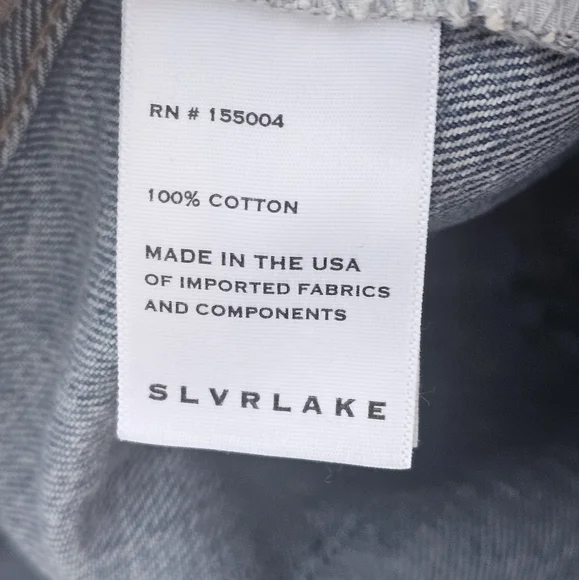 RN # 155004
100% COTTON
MADE IN THE USA
OF IMPORTED FABRICS
AND COMPONENTS
SLVRLAKE